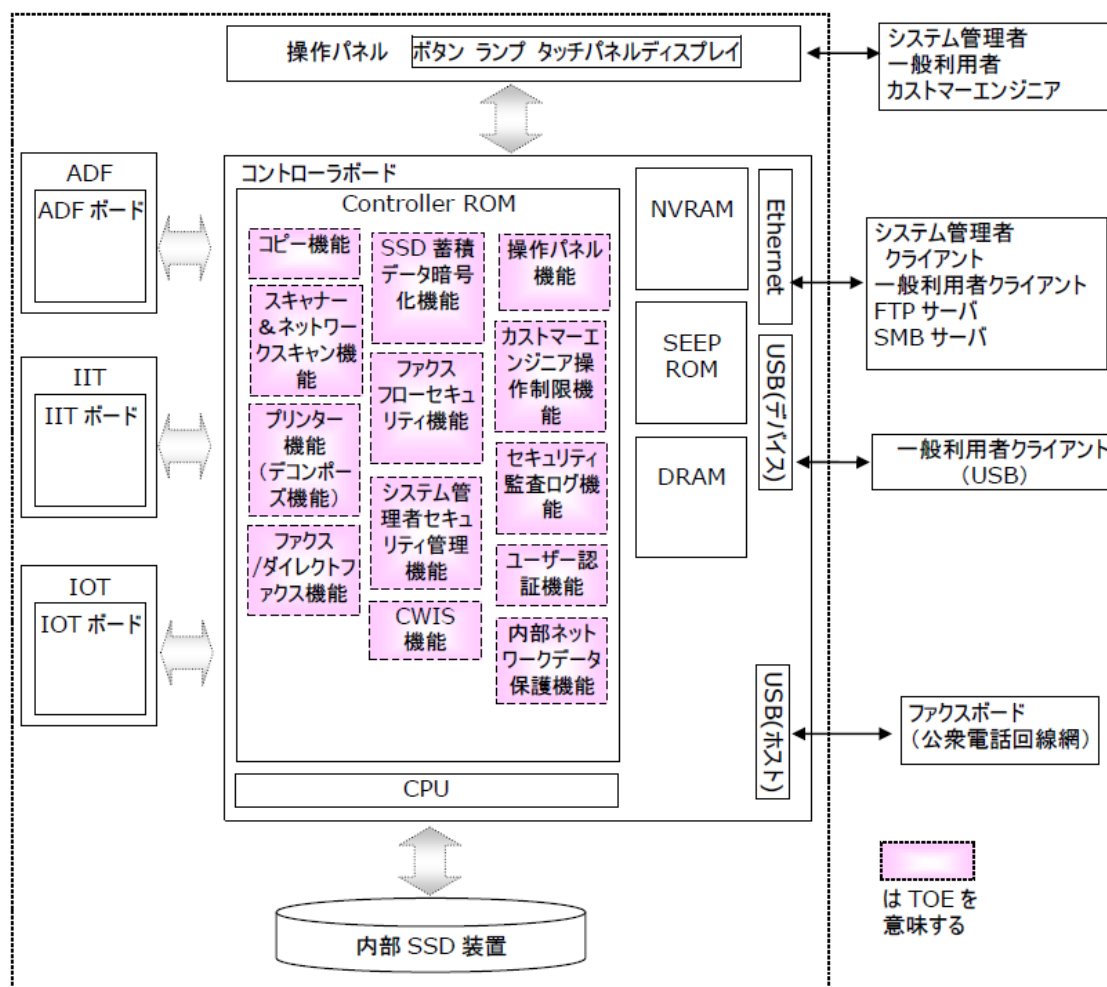 操作パネル ボタン ランプ タッチパネルディスプレイ
システム管理者
一般利用者
カストマーエンジニア
ADF
ADF ボード
IIT
IIT ボード
IOT
IOT ボード
コントローラボード
Controller ROM
コピー機能
スキャナー
＆ネットワー
クスキャン機
能
プリンター
機能
（デコンポー
ズ機能）
ファクス
/ダイレクトフ
ァクス機能
SSD 蓄積
データ暗号
化機能
ファクス
フローセキュ
リティ機能
システム管
理者セキュ
リティ管理
機能
CWIS
機能
操作パネル
機能
カストマーエ
ンジニア操
作制限機
能
セキュリティ
監査ログ機
能
ユーザー認
証機能
内部ネット
ワークデータ
保護機能
CPU
NVRAM
SEEP
ROM
DRAM
Ethernet
USB(デバイス)
USB(ホスト)
システム管理者
クライアント
一般利用者クライアント
FTP サーバ
SMB サーバ
一般利用者クライアント
(USB)
ファクスボード
（公衆電話回線網）
内部 SSD 装置
は TOE を
意味する